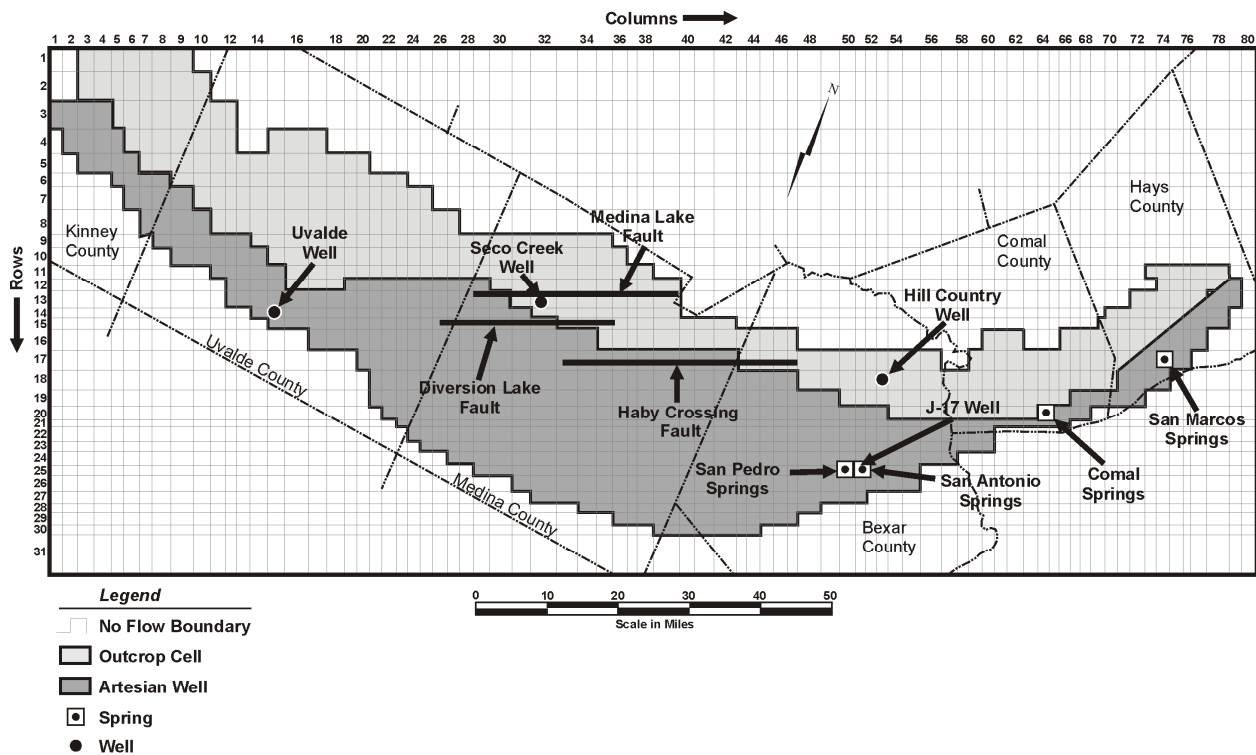 Columns
1 2 3 4 5 6 7 8 9 10 12 14 16 18 20 22 24 26 28 30 32 34 36 38 40 42 44 46 48 50 52 54 56 58 60 62 64 66 68 70 72 74 76 78 80
Rows
1
2
3
4
5
6
7
8
9
10
11
12
13
14
15
16
17
18
19
20
21
22
23
24
25
26
27
28
29
30
31
N
Hays
County
Comal
County
Kinney
County
Uvalde
Well
Seco Creek
Well
Medina Lake
Fault
Hill Country
Well
Uvalde County
Diversion Lake
Fault
Haby Crossing
Fault
J-17 Well
San Marcos
Springs
San Pedro
Springs
San Antonio
Springs
Comal
Springs
Medina County
Bexar
County
Legend
No Flow Boundary
Outcrop Cell
Artesian Well
Spring
Well
0 10 20 30 40 50
Scale in Miles